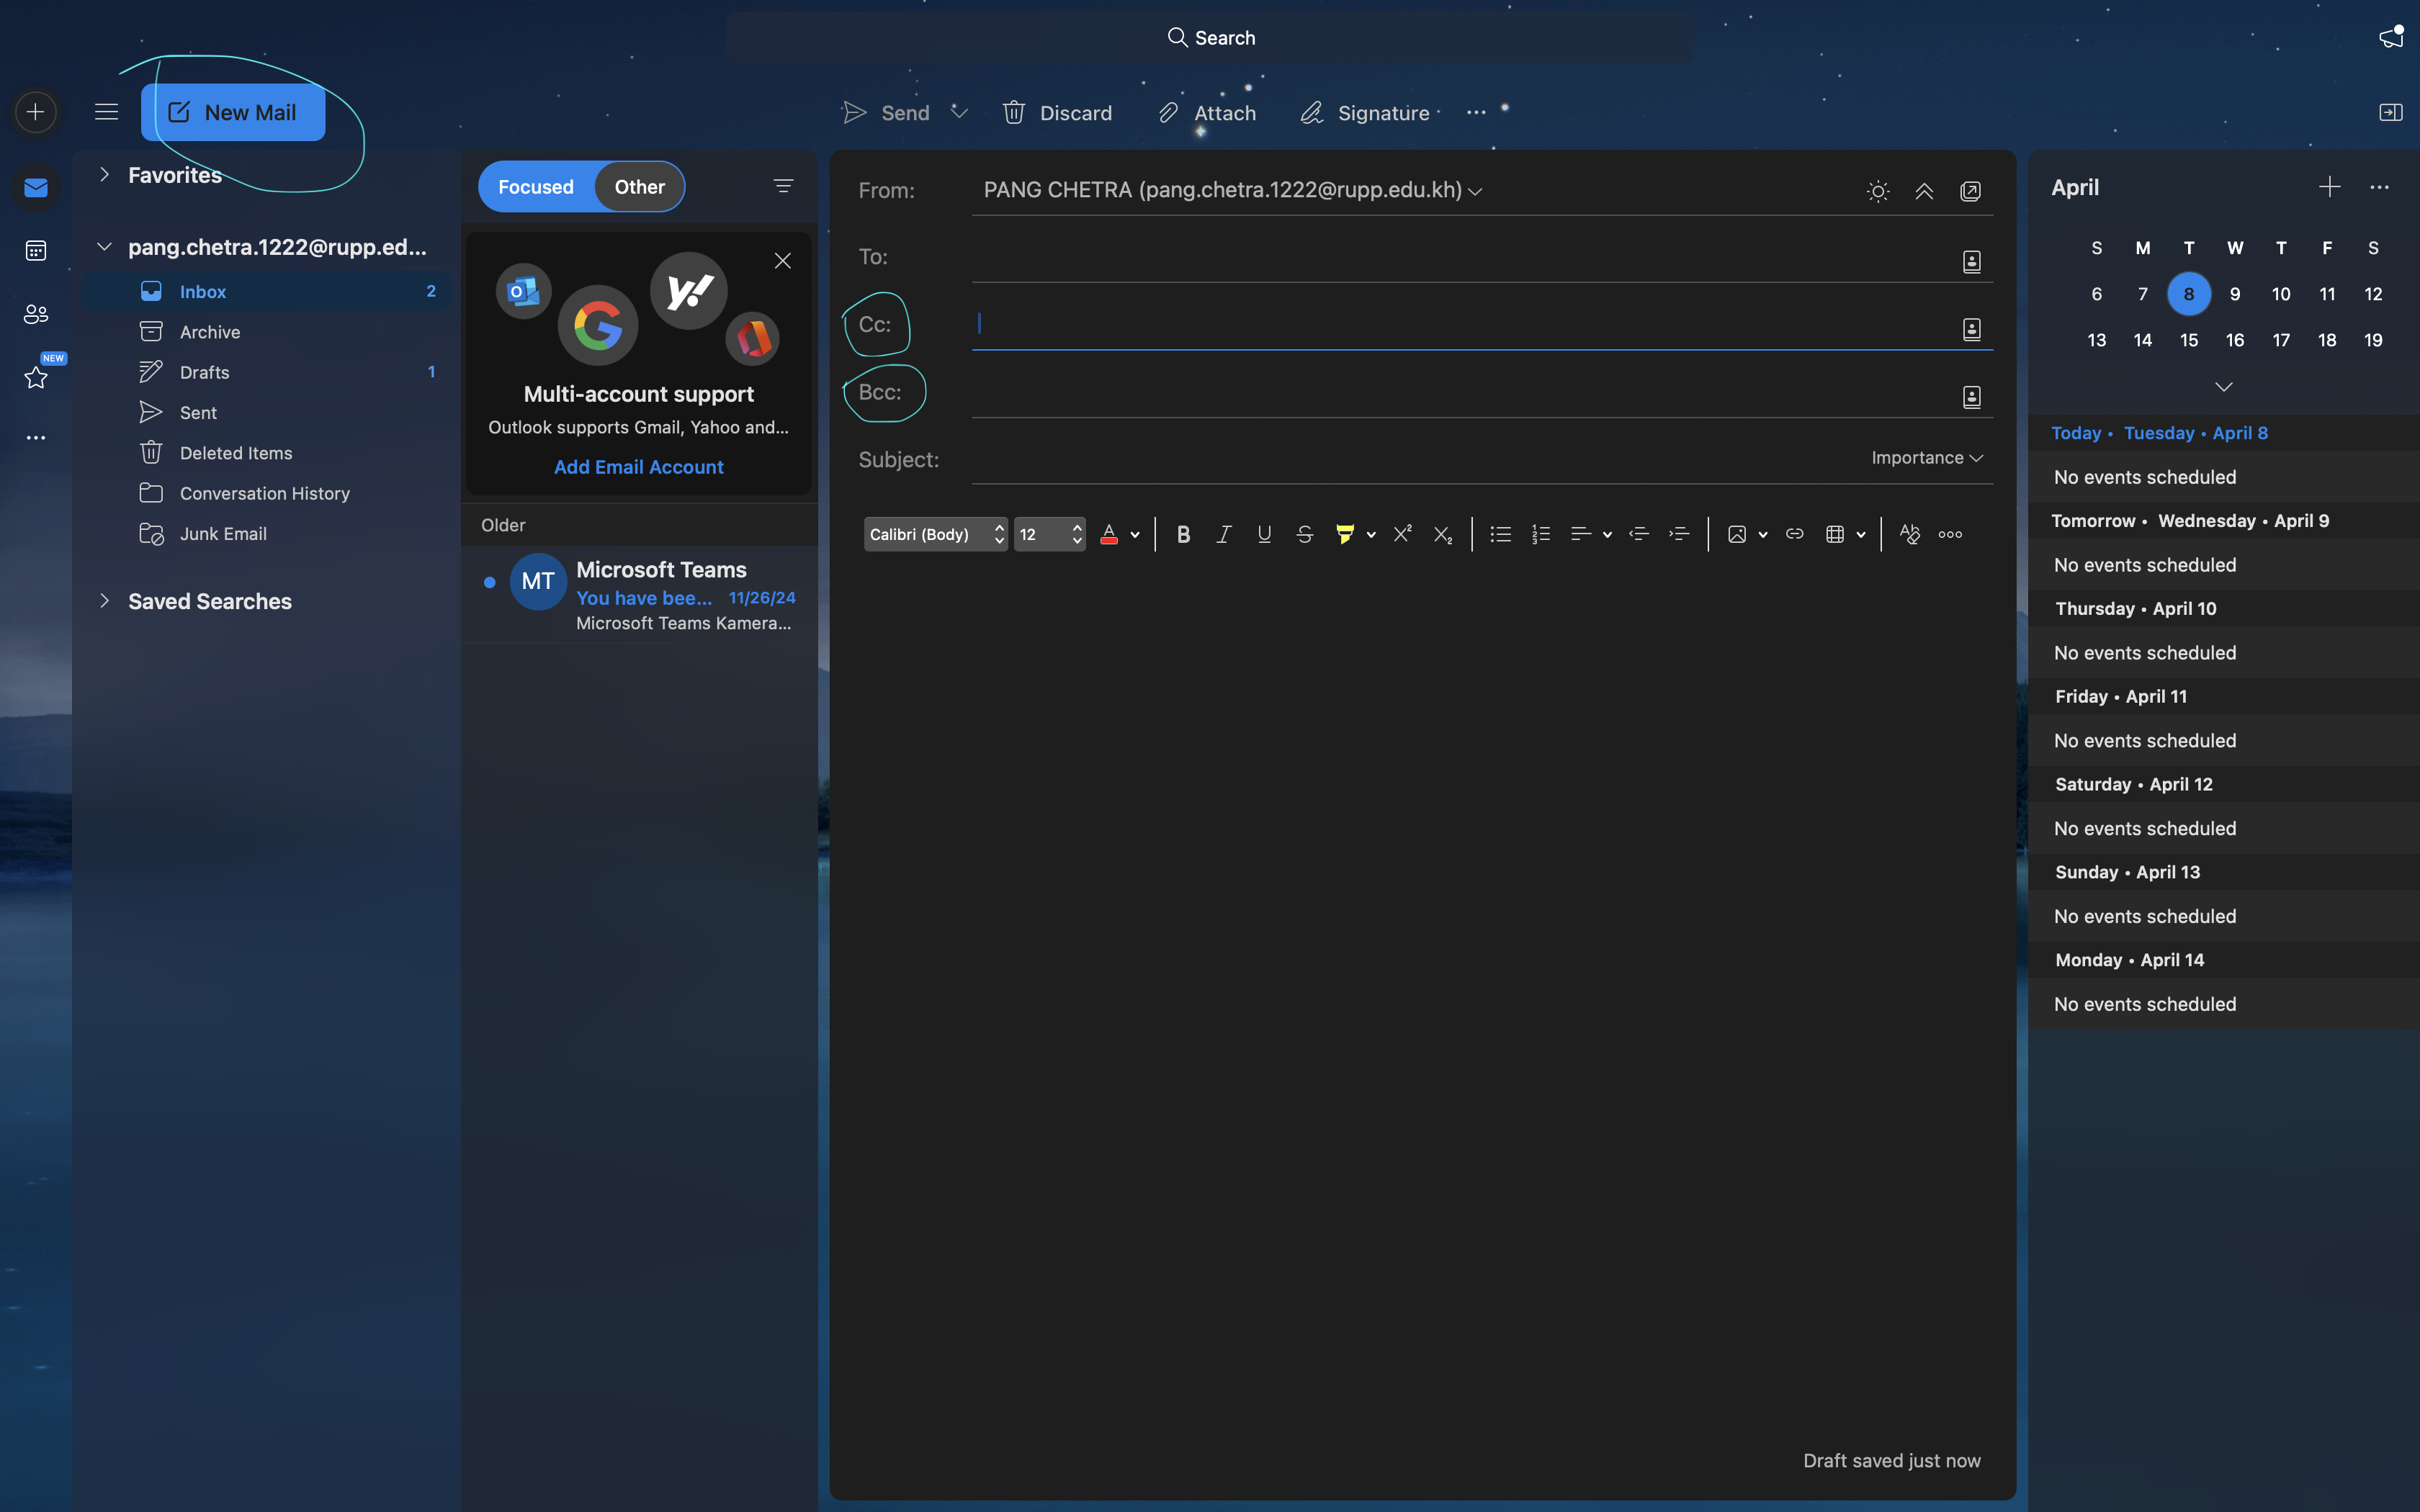 Search
New Mail
Send
Discard
Attach
Signature
Favorites
pang.chetra.1222@rupp.ed...
Inbox 2
Archive
Drafts 1
Sent
Deleted Items
Conversation History
Junk Email
Saved Searches
NEW
Focused Other
Multi-account support
Outlook supports Gmail, Yahoo and...
Add Email Account
Older
MT
Microsoft Teams
You have bee... 11/26/24
Microsoft Teams Kamera...
From: PANG CHETRA (pang.chetra.1222@rupp.edu.kh)
To:
Cc:
Bcc:
Subject: Importance
Calibri (Body) 12
Draft saved just now
April
S M T W T F S
6 7 8 9 10 11 12
13 14 15 16 17 18 19
Today • Tuesday • April 8
No events scheduled
Tomorrow • Wednesday • April 9
No events scheduled
Thursday • April 10
No events scheduled
Friday • April 11
No events scheduled
Saturday • April 12
No events scheduled
Sunday • April 13
No events scheduled
Monday • April 14
No events scheduled